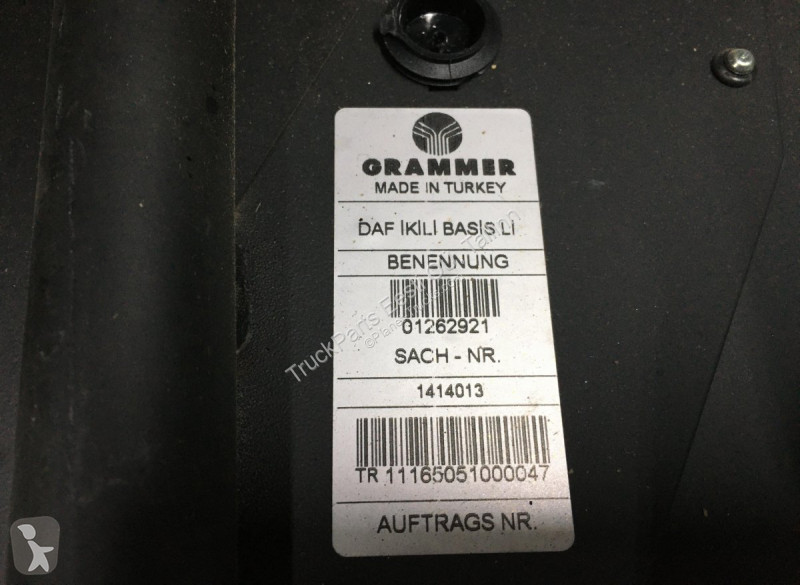 GRAMMER
MADE IN TURKEY
DAF İKİLİ BASİS Lİ
BENENNUNG
01262921
SACH - NR.
1414013
TR 11165051000047
AUFTRAGS NR.